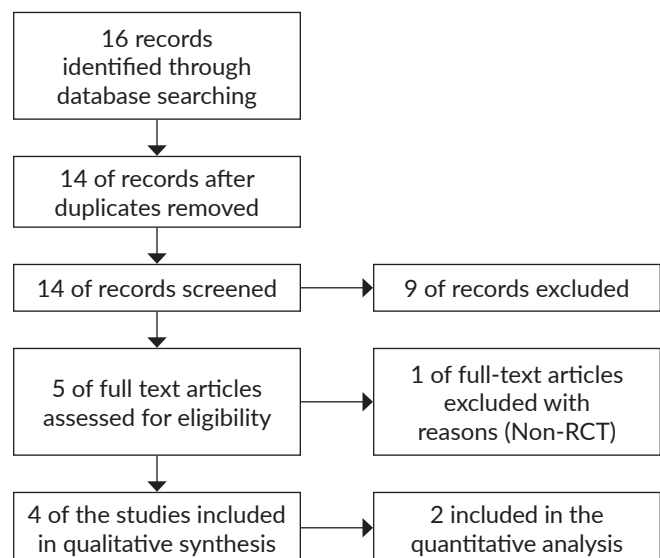 16 records
identified through
database searching
14 of records after
duplicates removed
14 of records screened
9 of records excluded
5 of full text articles
assessed for eligibility
1 of full-text articles
excluded with
reasons (Non-RCT)
4 of the studies included
in qualitative synthesis
2 included in the
quantitative analysis